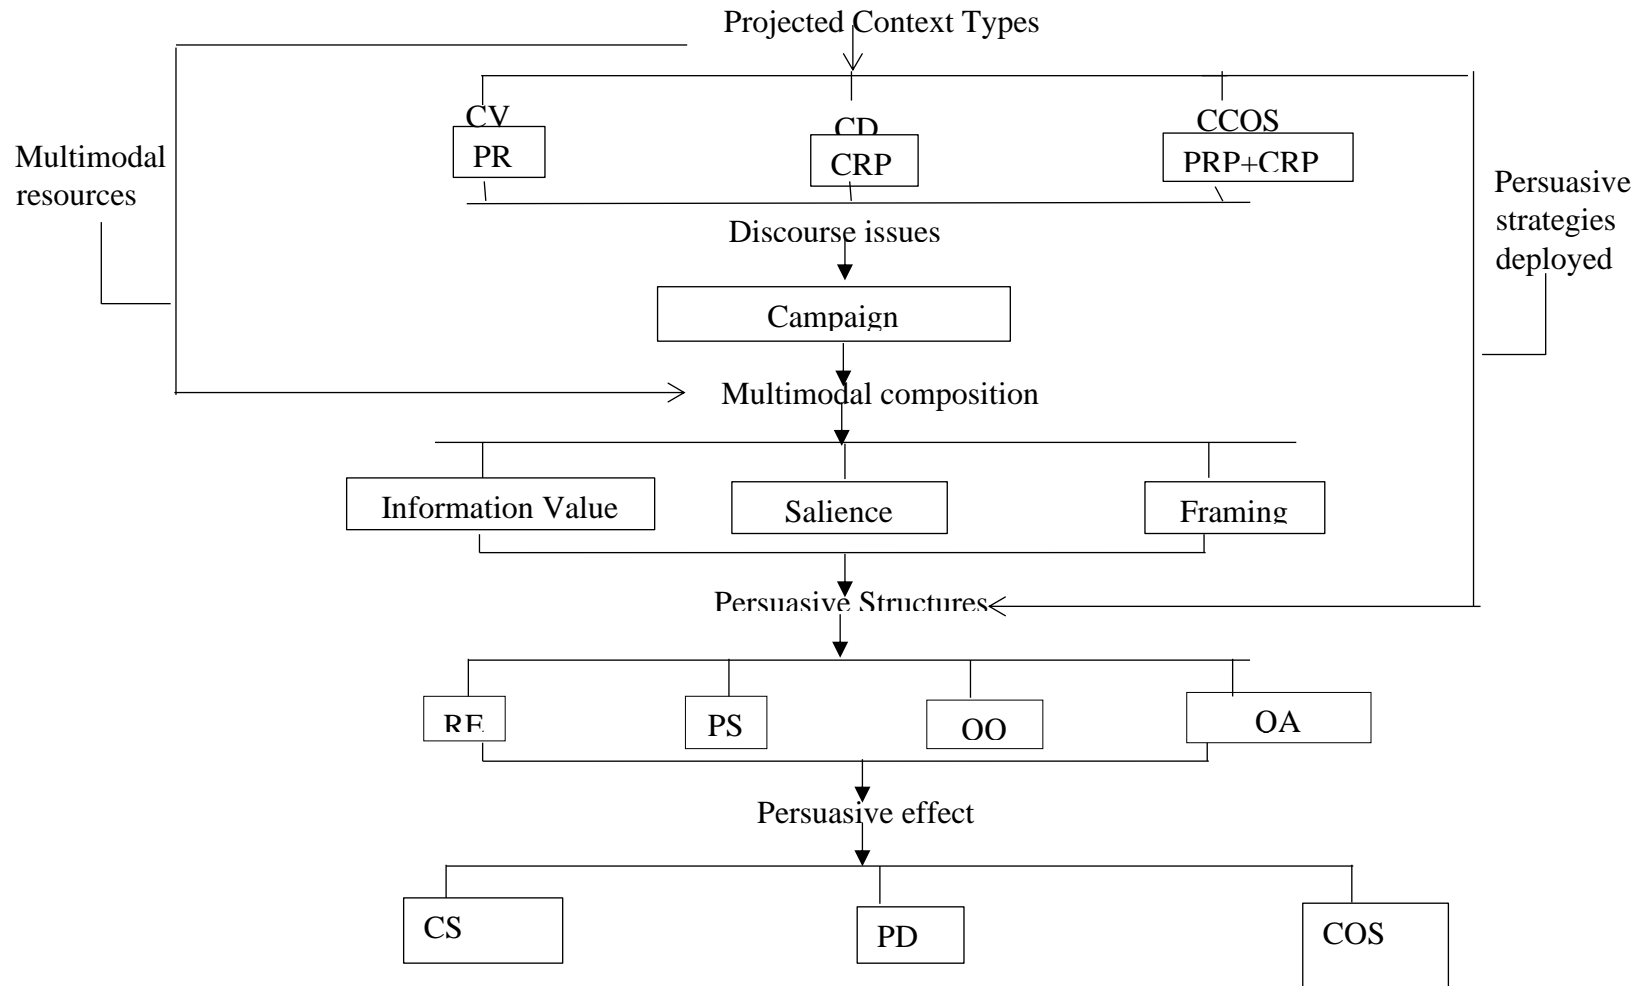 Projected Context Types
CV
CD
CCOS
PR
CRP
PRP+CRP
Multimodal
resources
Persuasive
strategies
deployed
Discourse issues
Campaign
Multimodal composition
Information Value
Salience
Framing
Persuasive Structures
PS
OO
OA
Persuasive effect
CS
PD
COS